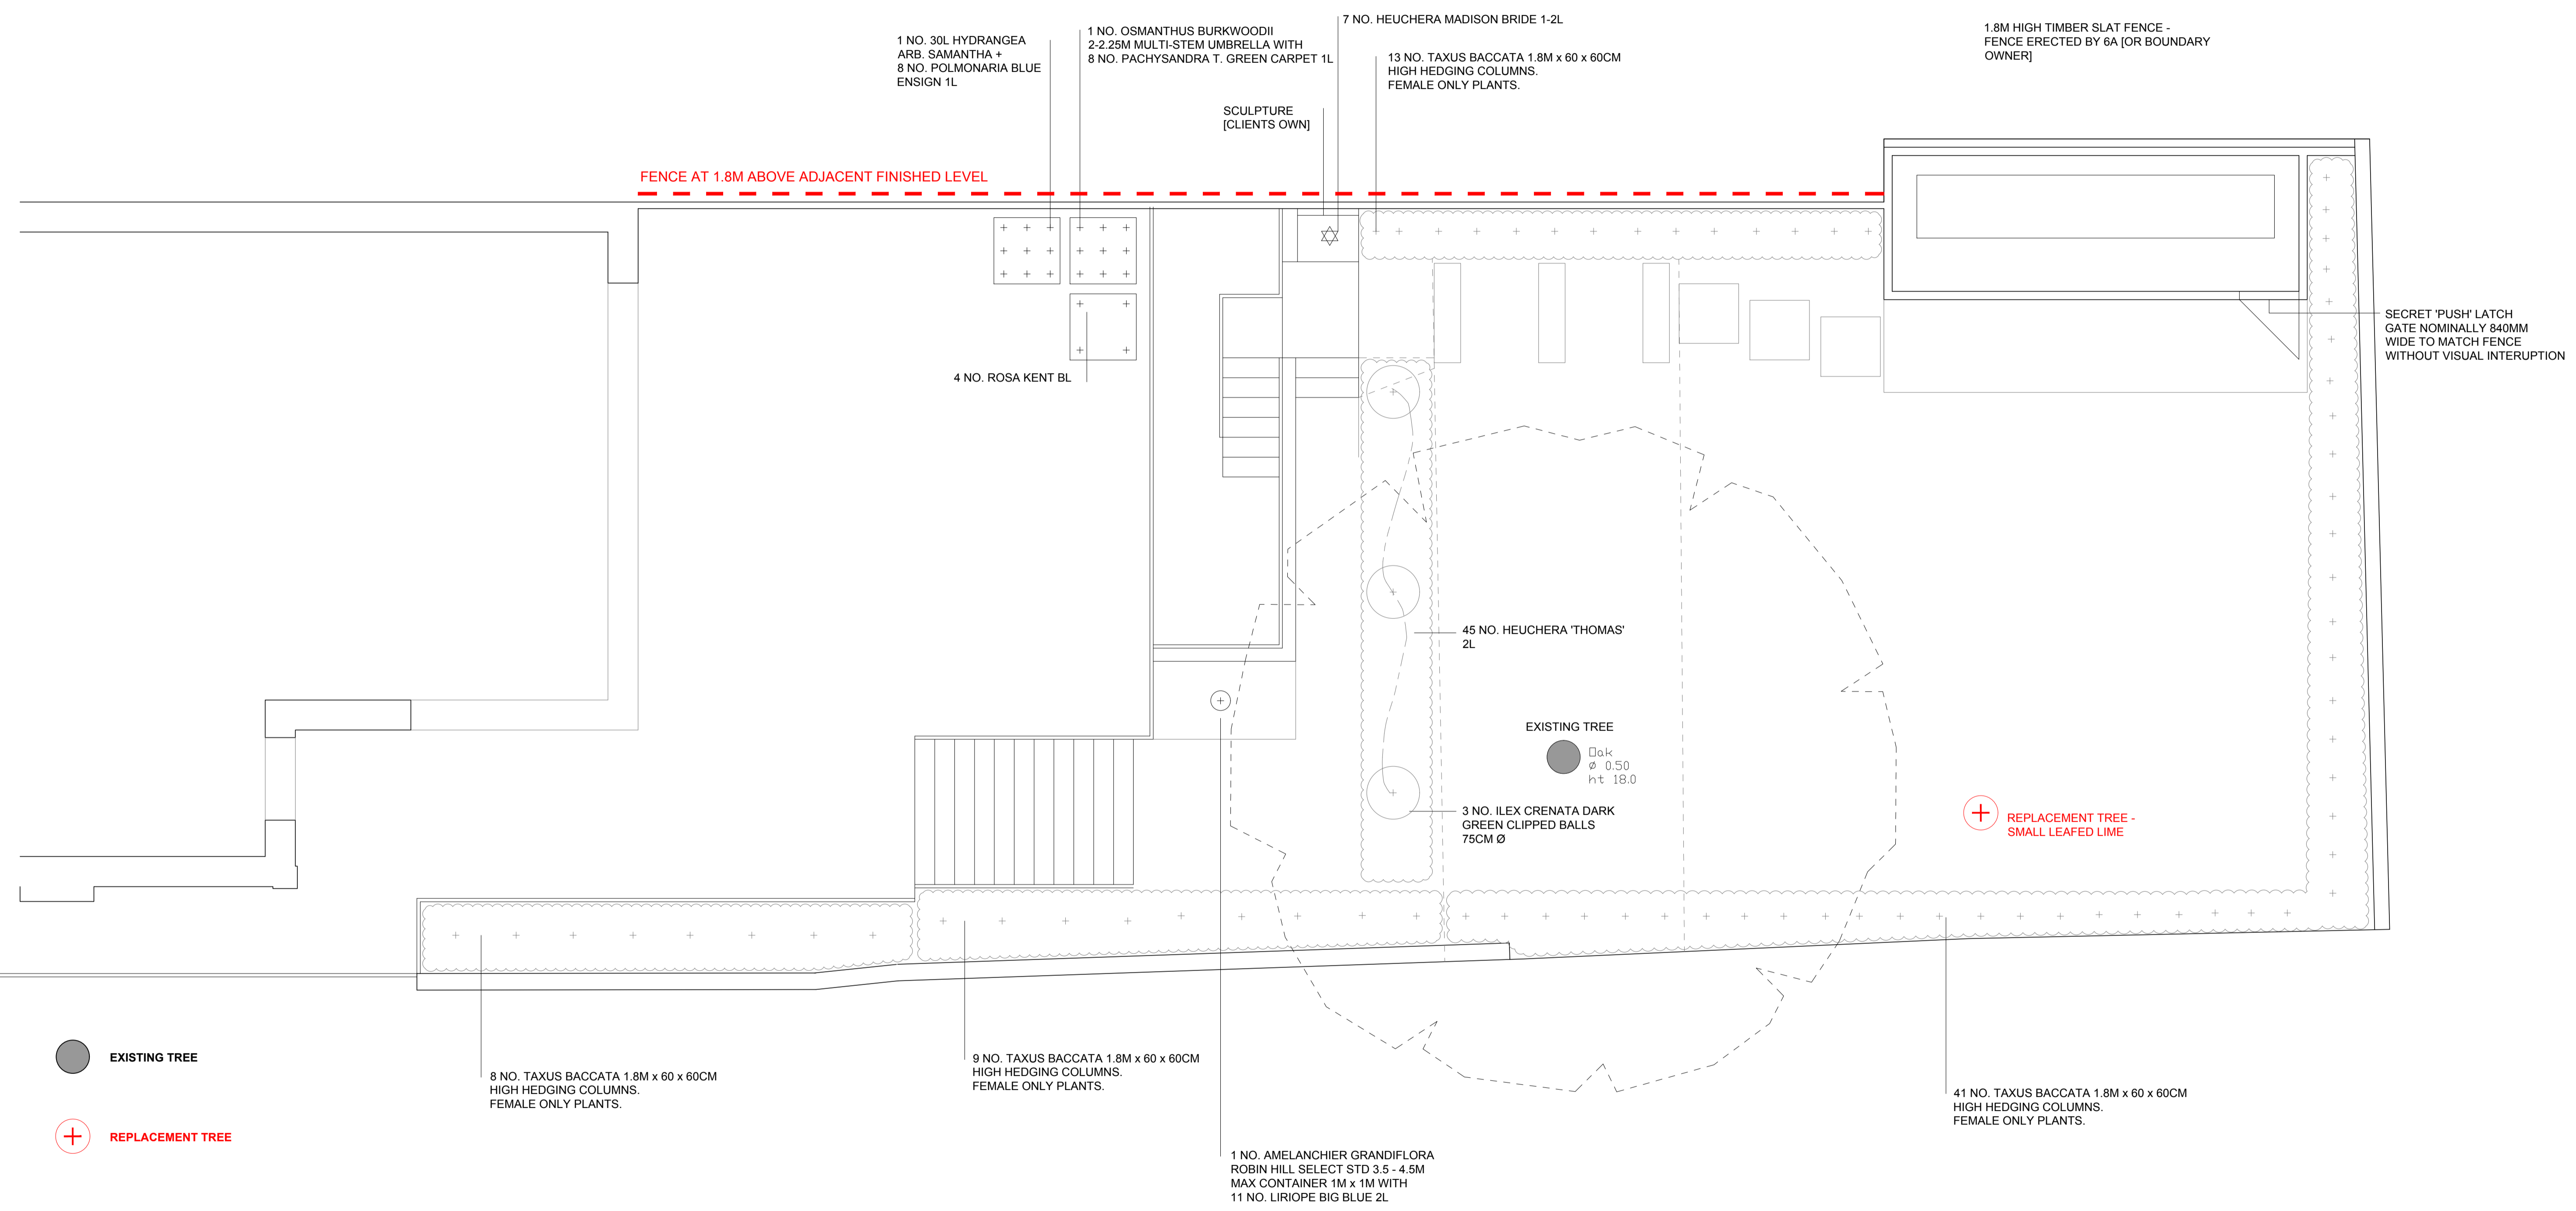 7 NO. HEUCHERA MADISON BRIDE 1-2L
1 NO. 30L HYDRANGEA
ARB. SAMANTHA +
8 NO. POLMONARIA BLUE
ENSIGN 1L
1 NO. OSMANTHUS BURKWOODII
2-2.25M MULTI-STEM UMBRELLA WITH
8 NO. PACHYSANDRA T. GREEN CARPET 1L
13 NO. TAXUS BACCATA 1.8M x 60 x 60CM
HIGH HEDGING COLUMNS.
FEMALE ONLY PLANTS.
1.8M HIGH TIMBER SLAT FENCE -
FENCE ERECTED BY 6A [OR BOUNDARY
OWNER]
SCULPTURE
[CLIENTS OWN]
FENCE AT 1.8M ABOVE ADJACENT FINISHED LEVEL
SECRET 'PUSH' LATCH
GATE NOMINALLY 840MM
WIDE TO MATCH FENCE
WITHOUT VISUAL INTERUPTION
4 NO. ROSA KENT BL
45 NO. HEUCHERA 'THOMAS'
2L
EXISTING TREE
Oak
Ø 0.50
ht 18.0
3 NO. ILEX CRENATA DARK
GREEN CLIPPED BALLS
75CM Ø
REPLACEMENT TREE -
SMALL LEAFED LIME
EXISTING TREE
REPLACEMENT TREE
8 NO. TAXUS BACCATA 1.8M x 60 x 60CM
HIGH HEDGING COLUMNS.
FEMALE ONLY PLANTS.
9 NO. TAXUS BACCATA 1.8M x 60 x 60CM
HIGH HEDGING COLUMNS.
FEMALE ONLY PLANTS.
1 NO. AMELANCHIER GRANDIFLORA
ROBIN HILL SELECT STD 3.5 - 4.5M
MAX CONTAINER 1M x 1M WITH
11 NO. LIRIOPE BIG BLUE 2L
41 NO. TAXUS BACCATA 1.8M x 60 x 60CM
HIGH HEDGING COLUMNS.
FEMALE ONLY PLANTS.